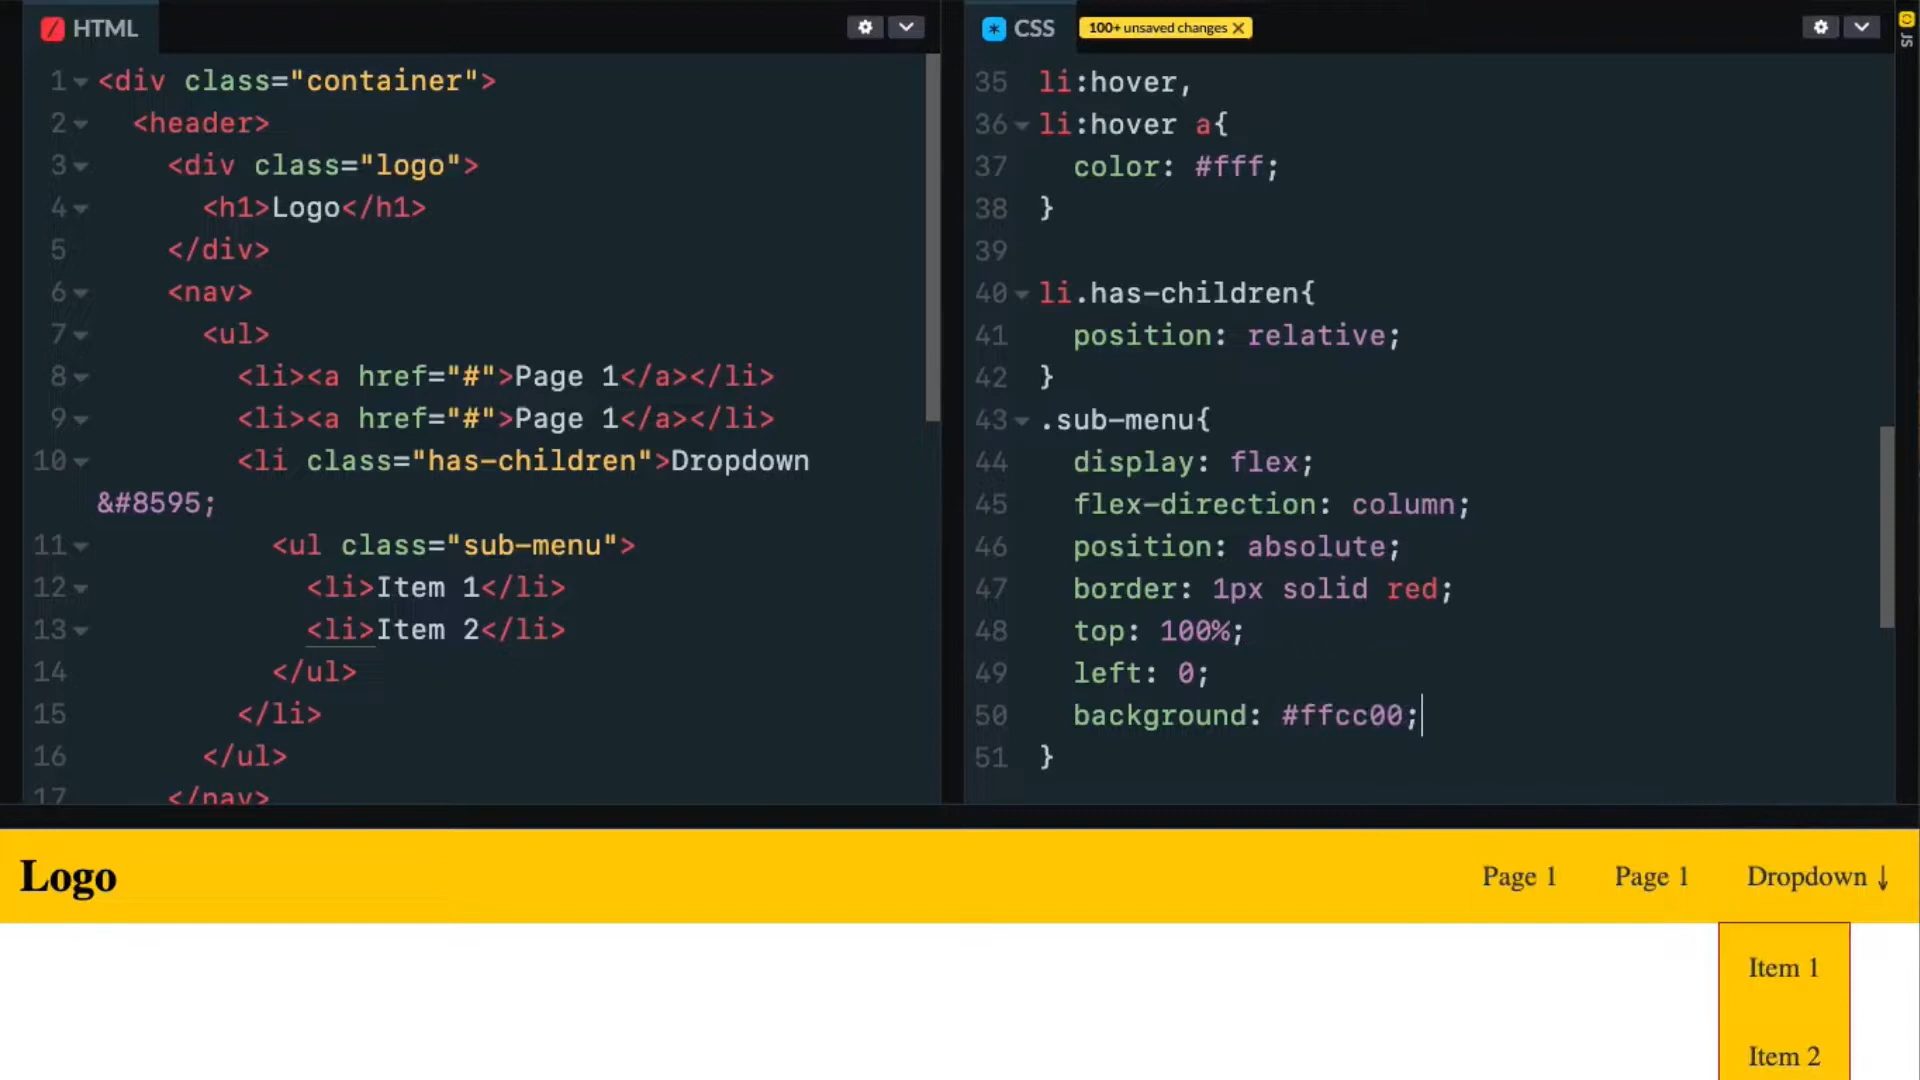 HTML
1 <div class="container">
2 <header>
3 <div class="logo">
4 <h1>Logo</h1>
5 </div>
6 <nav>
7 <ul>
8 <li><a href="#">Page 1</a></li>
9 <li><a href="#">Page 1</a></li>
10 <li class="has-children">Dropdown
&#8595;
11 <ul class="sub-menu">
12 <li>Item 1</li>
13 <li>Item 2</li>
14 </ul>
15 </li>
16 </ul>
17 </nav>
CSS 100+ unsaved changes ✕
35 li:hover,
36 li:hover a{
37 color: #fff;
38 }
39
40 li.has-children{
41 position: relative;
42 }
43 .sub-menu{
44 display: flex;
45 flex-direction: column;
46 position: absolute;
47 border: 1px solid red;
48 top: 100%;
49 left: 0;
50 background: #ffcc00;
51 }
JS
Logo Page 1 Page 1 Dropdown ↓
Item 1
Item 2